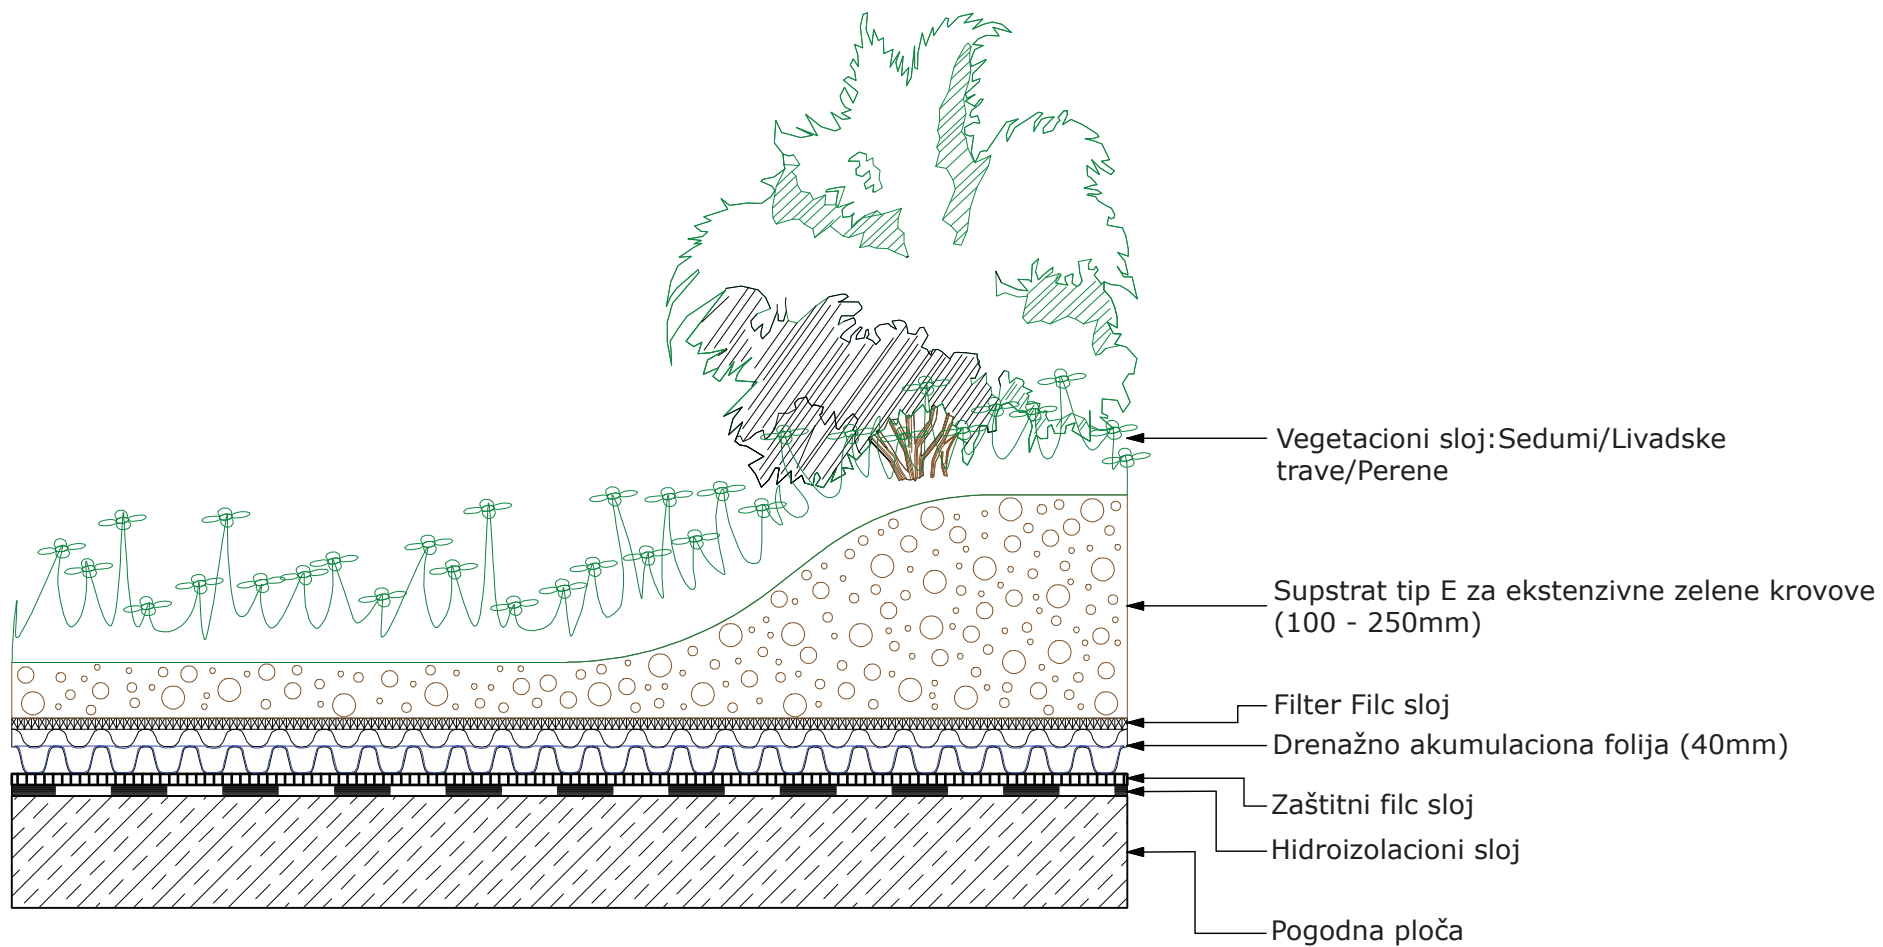 Vegetacioni sloj:Sedumi/Livadske
trave/Perene
Supstrat tip E za ekstenzivne zelene krovove
(100 - 250mm)
Filter Filc sloj
Drenažno akumulaciona folija (40mm)
Zaštitni filc sloj
Hidroizolacioni sloj
Pogodna ploča